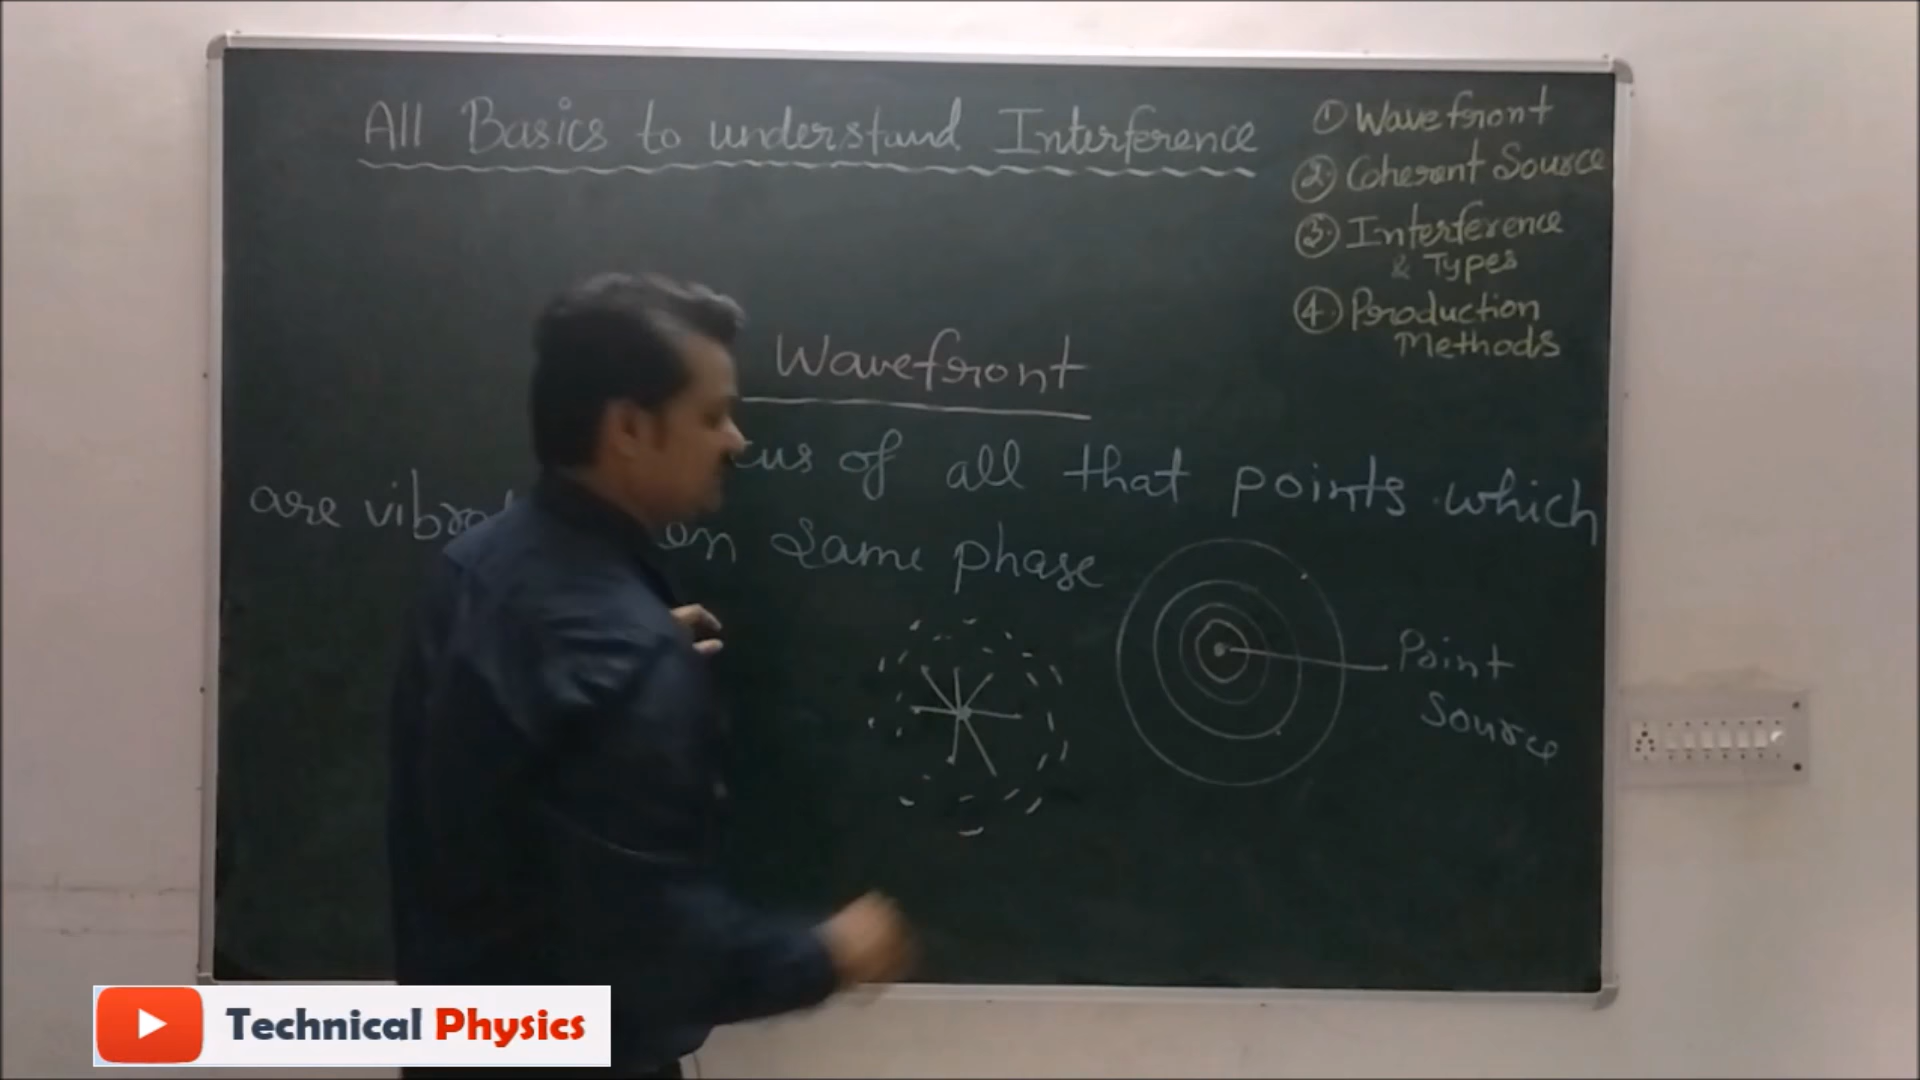 All Basics to understand Interference
① Wavefront
② Coherent Source
③ Interference
& Types
④ Production
Methods
Wavefront
of all that points which
are on same phase
Point
Source
Technical Physics